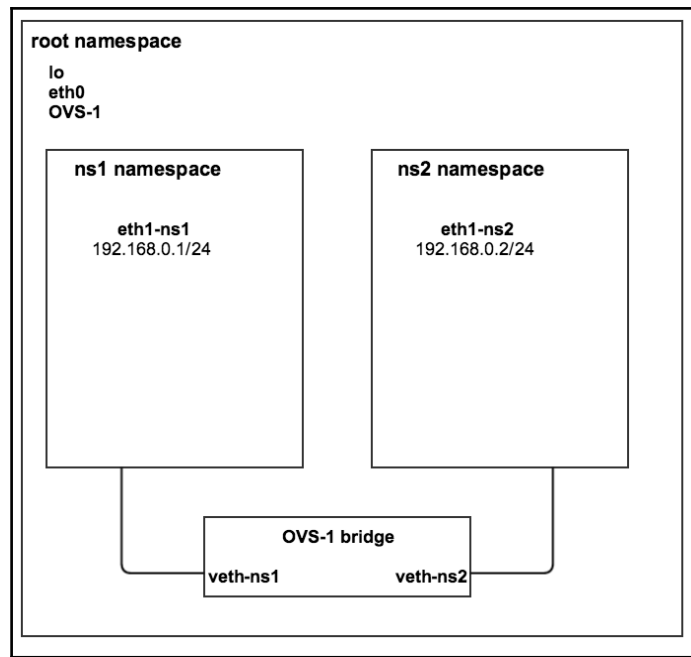 root namespace
lo
eth0
OVS-1
ns1 namespace
eth1-ns1
192.168.0.1/24
ns2 namespace
eth1-ns2
192.168.0.2/24
OVS-1 bridge
veth-ns1
veth-ns2